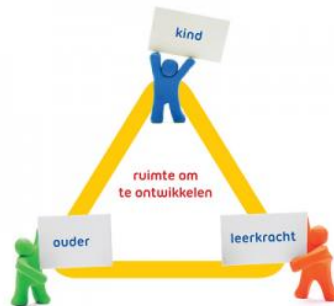 kind
ruimte om
te ontwikkelen
ouder
leerkracht